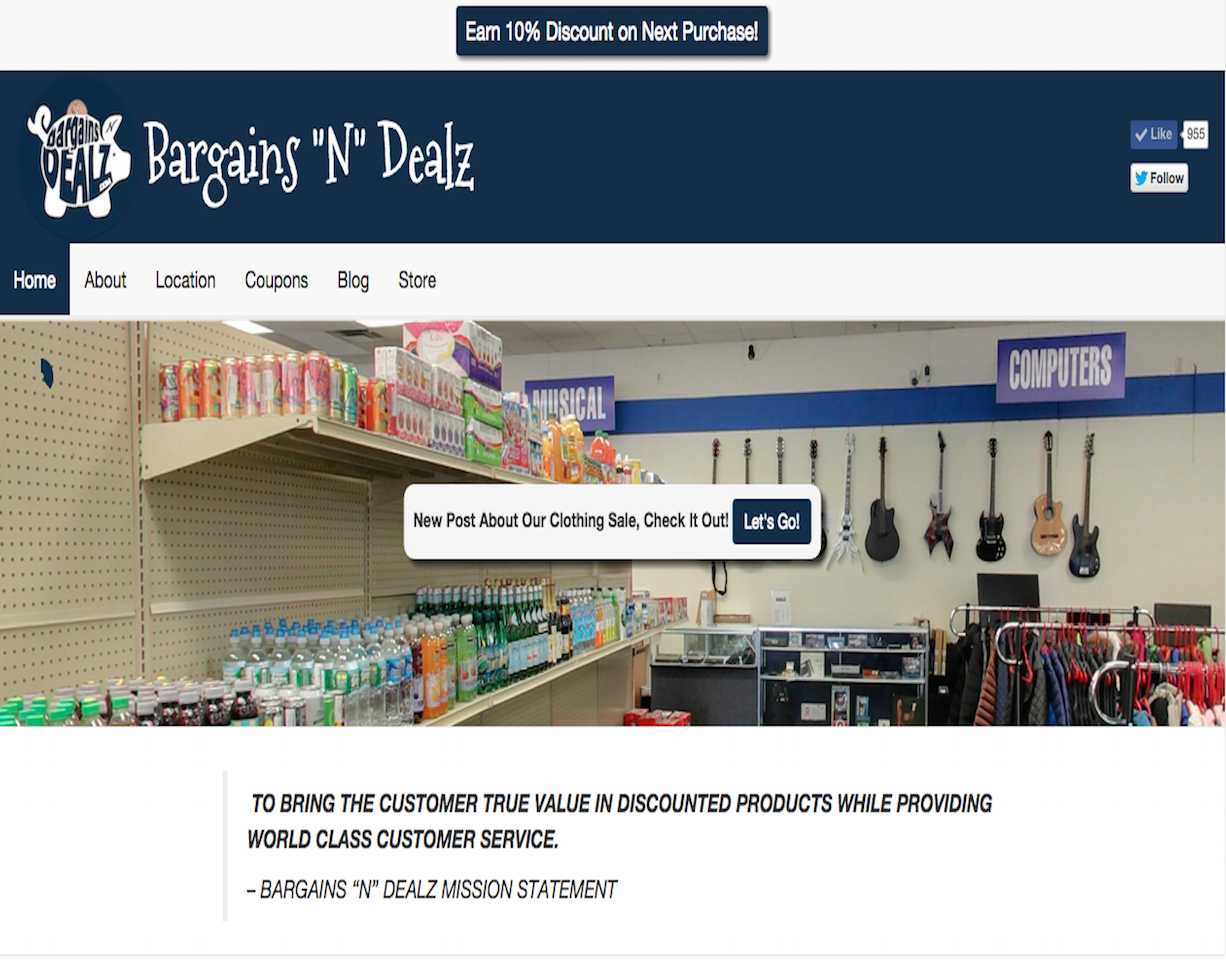 Earn 10% Discount on Next Purchase!
Bargains
N
DEALZ
.COM
Bargains "N" Dealz
Like 955
Follow
Home About Location Coupons Blog Store
MUSICAL
COMPUTERS
New Post About Our Clothing Sale, Check It Out! Let's Go!
TO BRING THE CUSTOMER TRUE VALUE IN DISCOUNTED PRODUCTS WHILE PROVIDING
WORLD CLASS CUSTOMER SERVICE.
– BARGAINS “N” DEALZ MISSION STATEMENT